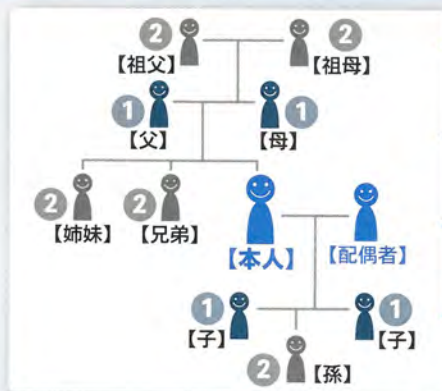 2 2
【祖父】 【祖母】
1 1
【父】 【母】
2 2
【姉妹】 【兄弟】 【本人】 【配偶者】
1 1
【子】 【子】
2 【孫】